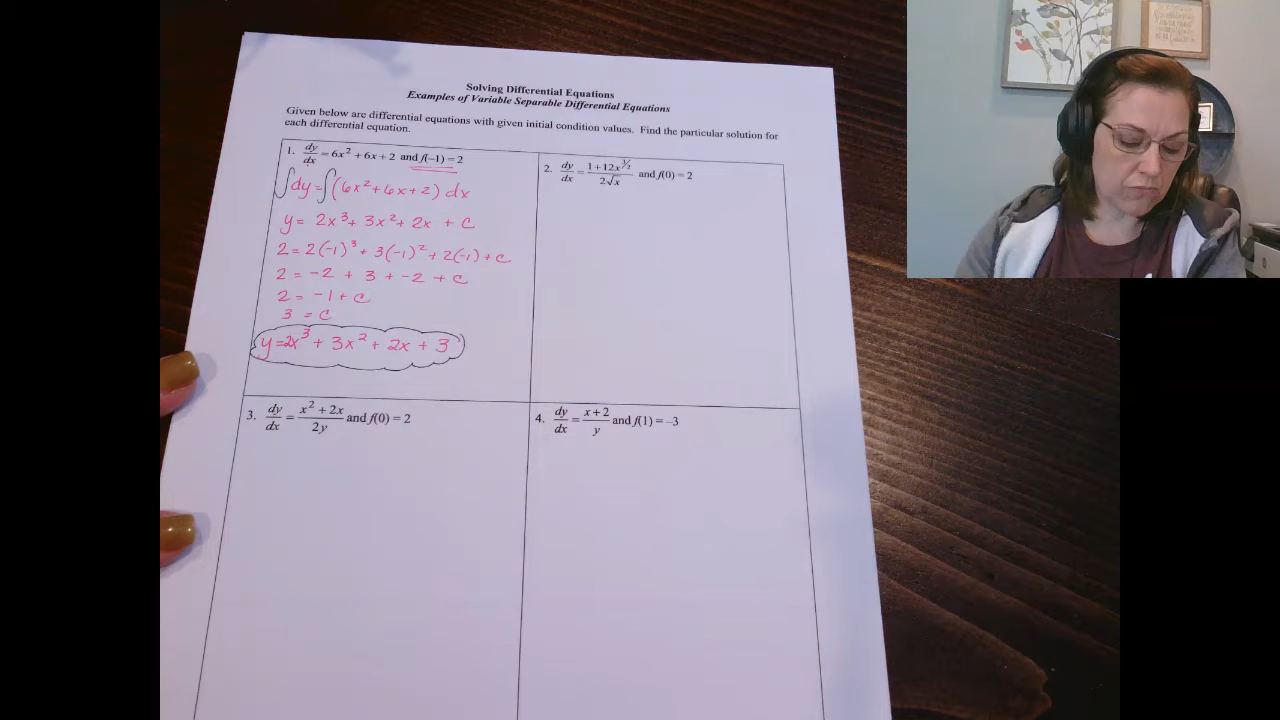 Solving Differential Equations
Examples of Variable Separable Differential Equations
Given below are differential equations with given initial condition values. Find the particular solution for
each differential equation.
1. dy/dx = 6x² + 6x + 2 and f(−1) = 2
∫dy = ∫(6x² + 6x + 2) dx
y = 2x³ + 3x² + 2x + C
2 = 2(-1)³ + 3(-1)² + 2(-1) + C
2 = -2 + 3 + -2 + C
2 = -1 + C
3 = C
y = 2x³ + 3x² + 2x + 3
2. dy/dx = (1 + 12x^(3/2))/(2√x) and f(0) = 2
3. dy/dx = (x² + 2x)/(2y) and f(0) = 2
4. dy/dx = (x + 2)/y and f(1) = −3